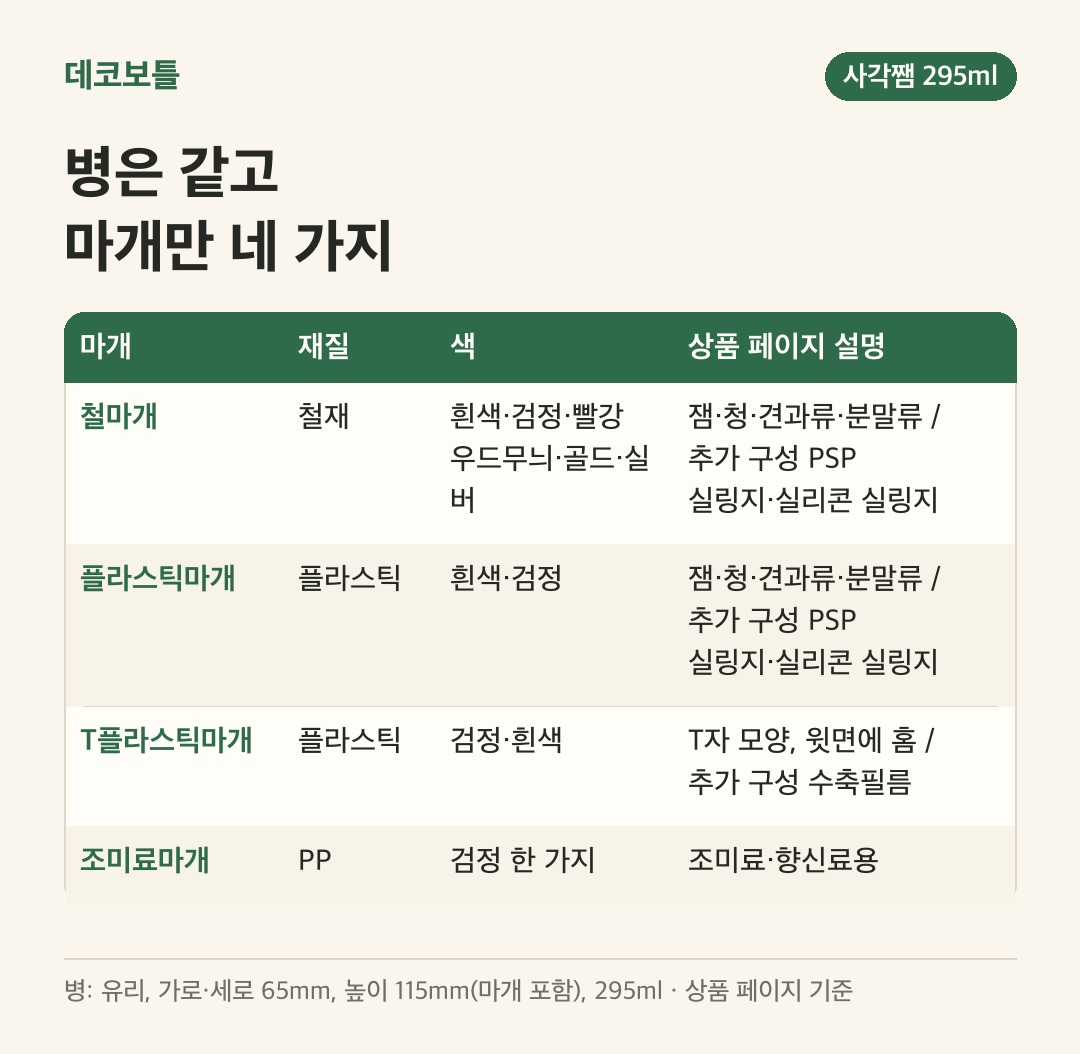 데코보틀
사각쨈 295ml
병은 같고
마개만 네 가지
마개 재질 색 상품 페이지 설명
철마개 철재 흰색·검정·빨강 잼·청·견과류·분말류 /
우드무늬·골드·실 추가 구성 PSP
버 실링지·실리콘 실링지
플라스틱마개 플라스틱 흰색·검정 잼·청·견과류·분말류 /
추가 구성 PSP
실링지·실리콘 실링지
T플라스틱마개 플라스틱 검정·흰색 T자 모양, 윗면에 홈 /
추가 구성 수축필름
조미료마개 PP 검정 한 가지 조미료·향신료용
병: 유리, 가로·세로 65mm, 높이 115mm(마개 포함), 295ml · 상품 페이지 기준